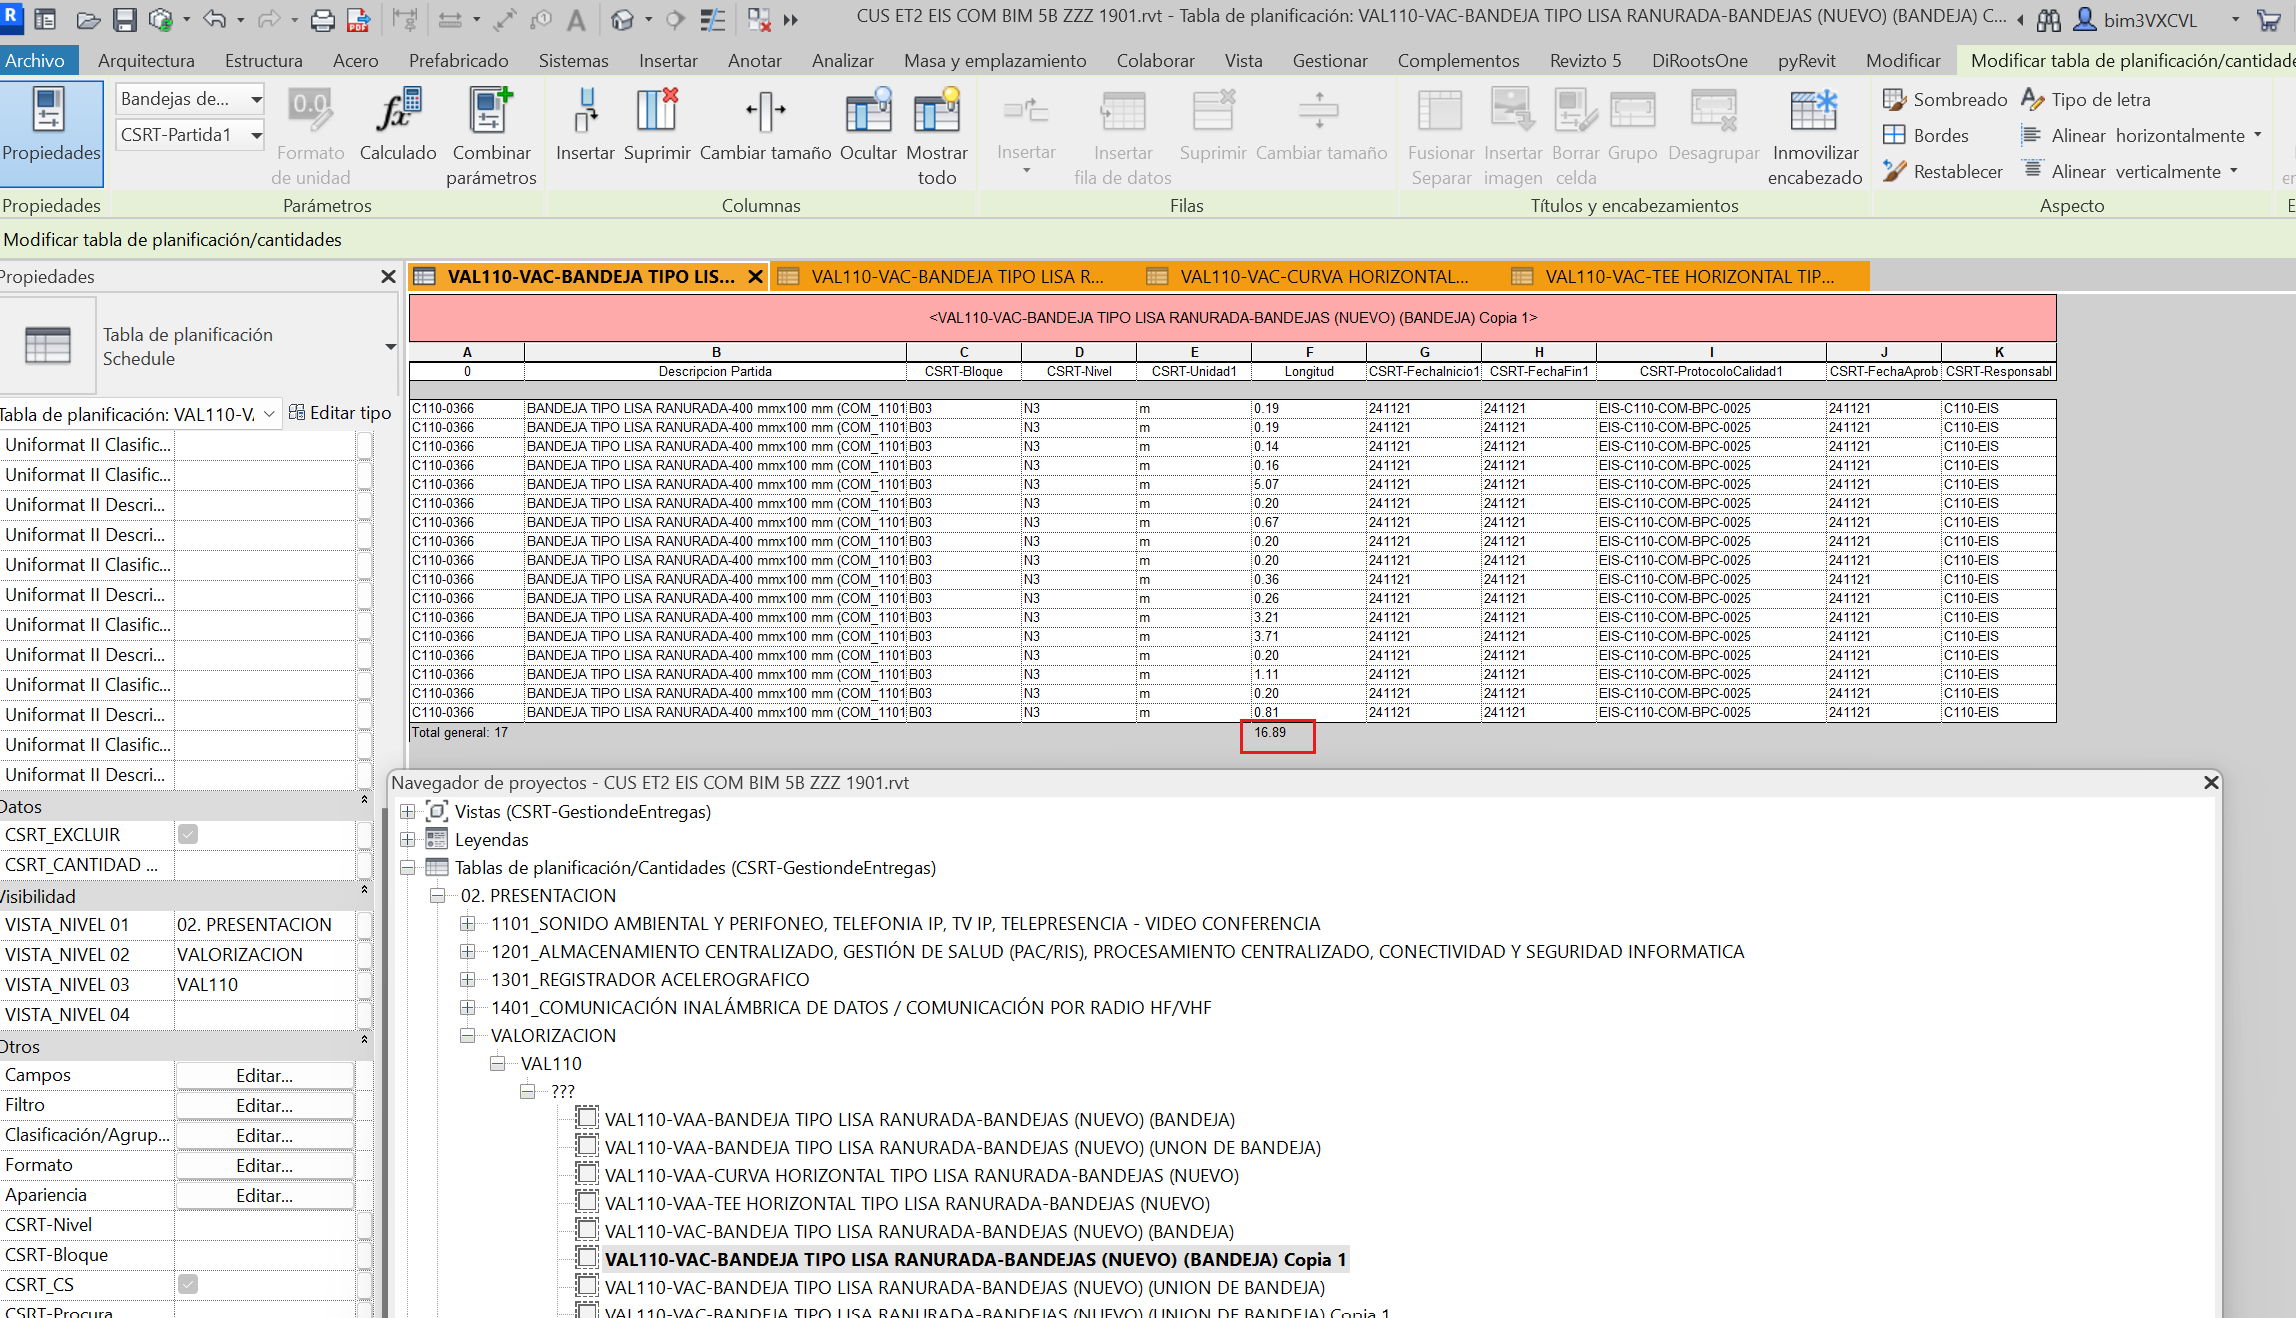 CUS ET2 EIS COM BIM 5B ZZZ 1901.rvt - Tabla de planificación: VAL110-VAC-BANDEJA TIPO LISA RANURADA-BANDEJAS (NUEVO) (BANDEJA) C... bim3VXCVL
Archivo Arquitectura Estructura Acero Prefabricado Sistemas Insertar Anotar Analizar Masa y emplazamiento Colaborar Vista Gestionar Complementos Revizto 5 DiRootsOne pyRevit Modificar Modificar tabla de planificación/cantidade
Bandejas de... Sombreado Tipo de letra
CSRT-Partida1 Bordes Alinear horizontalmente
Propiedades Formato de unidad Calculado Combinar parámetros Insertar Suprimir Cambiar tamaño Ocultar Mostrar todo Insertar Insertar fila de datos Suprimir Cambiar tamaño Fusionar Separar Insertar imagen Borrar celda Grupo Desagrupar Inmovilizar encabezado Restablecer Alinear verticalmente
Propiedades Parámetros Columnas Filas Títulos y encabezamientos Aspecto E
Modificar tabla de planificación/cantidades
Propiedades
Tabla de planificación
Schedule
Tabla de planificación: VAL110-V. Editar tipo
Uniformat II Clasific...
Uniformat II Clasific...
Uniformat II Descri...
Uniformat II Descri...
Uniformat II Clasific...
Uniformat II Descri...
Uniformat II Clasific...
Uniformat II Descri...
Uniformat II Clasific...
Uniformat II Descri...
Uniformat II Clasific...
Uniformat II Descri...
Datos
CSRT_EXCLUIR
CSRT_CANTIDAD ...
Visibilidad
VISTA_NIVEL 01 02. PRESENTACION
VISTA_NIVEL 02 VALORIZACION
VISTA_NIVEL 03 VAL110
VISTA_NIVEL 04
Otros
Campos Editar...
Filtro Editar...
Clasificación/Agrup... Editar...
Formato Editar...
Apariencia Editar...
CSRT-Nivel
CSRT-Bloque
CSRT_CS
CSRT-Procura
VAL110-VAC-BANDEJA TIPO LIS... VAL110-VAC-BANDEJA TIPO LISA R... VAL110-VAC-CURVA HORIZONTAL... VAL110-VAC-TEE HORIZONTAL TIP...
<VAL110-VAC-BANDEJA TIPO LISA RANURADA-BANDEJAS (NUEVO) (BANDEJA) Copia 1>
A B C D E F G H I J K
0 Descripcion Partida CSRT-Bloque CSRT-Nivel CSRT-Unidad1 Longitud CSRT-FechaInicio1 CSRT-FechaFin1 CSRT-ProtocoloCalidad1 CSRT-FechaAprob CSRT-Responsabl
C110-0366 BANDEJA TIPO LISA RANURADA-400 mmx100 mm (COM_1101 B03 N3 m 0.19 241121 241121 EIS-C110-COM-BPC-0025 241121 C110-EIS
C110-0366 BANDEJA TIPO LISA RANURADA-400 mmx100 mm (COM_1101 B03 N3 m 0.19 241121 241121 EIS-C110-COM-BPC-0025 241121 C110-EIS
C110-0366 BANDEJA TIPO LISA RANURADA-400 mmx100 mm (COM_1101 B03 N3 m 0.14 241121 241121 EIS-C110-COM-BPC-0025 241121 C110-EIS
C110-0366 BANDEJA TIPO LISA RANURADA-400 mmx100 mm (COM_1101 B03 N3 m 0.16 241121 241121 EIS-C110-COM-BPC-0025 241121 C110-EIS
C110-0366 BANDEJA TIPO LISA RANURADA-400 mmx100 mm (COM_1101 B03 N3 m 5.07 241121 241121 EIS-C110-COM-BPC-0025 241121 C110-EIS
C110-0366 BANDEJA TIPO LISA RANURADA-400 mmx100 mm (COM_1101 B03 N3 m 0.20 241121 241121 EIS-C110-COM-BPC-0025 241121 C110-EIS
C110-0366 BANDEJA TIPO LISA RANURADA-400 mmx100 mm (COM_1101 B03 N3 m 0.67 241121 241121 EIS-C110-COM-BPC-0025 241121 C110-EIS
C110-0366 BANDEJA TIPO LISA RANURADA-400 mmx100 mm (COM_1101 B03 N3 m 0.20 241121 241121 EIS-C110-COM-BPC-0025 241121 C110-EIS
C110-0366 BANDEJA TIPO LISA RANURADA-400 mmx100 mm (COM_1101 B03 N3 m 0.20 241121 241121 EIS-C110-COM-BPC-0025 241121 C110-EIS
C110-0366 BANDEJA TIPO LISA RANURADA-400 mmx100 mm (COM_1101 B03 N3 m 0.36 241121 241121 EIS-C110-COM-BPC-0025 241121 C110-EIS
C110-0366 BANDEJA TIPO LISA RANURADA-400 mmx100 mm (COM_1101 B03 N3 m 0.26 241121 241121 EIS-C110-COM-BPC-0025 241121 C110-EIS
C110-0366 BANDEJA TIPO LISA RANURADA-400 mmx100 mm (COM_1101 B03 N3 m 3.21 241121 241121 EIS-C110-COM-BPC-0025 241121 C110-EIS
C110-0366 BANDEJA TIPO LISA RANURADA-400 mmx100 mm (COM_1101 B03 N3 m 3.71 241121 241121 EIS-C110-COM-BPC-0025 241121 C110-EIS
C110-0366 BANDEJA TIPO LISA RANURADA-400 mmx100 mm (COM_1101 B03 N3 m 0.20 241121 241121 EIS-C110-COM-BPC-0025 241121 C110-EIS
C110-0366 BANDEJA TIPO LISA RANURADA-400 mmx100 mm (COM_1101 B03 N3 m 1.11 241121 241121 EIS-C110-COM-BPC-0025 241121 C110-EIS
C110-0366 BANDEJA TIPO LISA RANURADA-400 mmx100 mm (COM_1101 B03 N3 m 0.20 241121 241121 EIS-C110-COM-BPC-0025 241121 C110-EIS
C110-0366 BANDEJA TIPO LISA RANURADA-400 mmx100 mm (COM_1101 B03 N3 m 0.81 241121 241121 EIS-C110-COM-BPC-0025 241121 C110-EIS
Total general: 17 16.89
Navegador de proyectos - CUS ET2 EIS COM BIM 5B ZZZ 1901.rvt
Vistas (CSRT-GestiondeEntregas)
Leyendas
Tablas de planificación/Cantidades (CSRT-GestiondeEntregas)
02. PRESENTACION
1101_SONIDO AMBIENTAL Y PERIFONEO, TELEFONIA IP, TV IP, TELEPRESENCIA - VIDEO CONFERENCIA
1201_ALMACENAMIENTO CENTRALIZADO, GESTIÓN DE SALUD (PAC/RIS), PROCESAMIENTO CENTRALIZADO, CONECTIVIDAD Y SEGURIDAD INFORMATICA
1301_REGISTRADOR ACELEROGRAFICO
1401_COMUNICACIÓN INALÁMBRICA DE DATOS / COMUNICACIÓN POR RADIO HF/VHF
VALORIZACION
VAL110
???
VAL110-VAA-BANDEJA TIPO LISA RANURADA-BANDEJAS (NUEVO) (BANDEJA)
VAL110-VAA-BANDEJA TIPO LISA RANURADA-BANDEJAS (NUEVO) (UNON DE BANDEJA)
VAL110-VAA-CURVA HORIZONTAL TIPO LISA RANURADA-BANDEJAS (NUEVO)
VAL110-VAA-TEE HORIZONTAL TIPO LISA RANURADA-BANDEJAS (NUEVO)
VAL110-VAC-BANDEJA TIPO LISA RANURADA-BANDEJAS (NUEVO) (BANDEJA)
VAL110-VAC-BANDEJA TIPO LISA RANURADA-BANDEJAS (NUEVO) (BANDEJA) Copia 1
VAL110-VAC-BANDEJA TIPO LISA RANURADA-BANDEJAS (NUEVO) (UNION DE BANDEJA)
VAL110-VAC-BANDEJA TIPO LISA RANURADA-BANDEJAS (NUEVO) (UNION DE BANDEJA) Copia 1